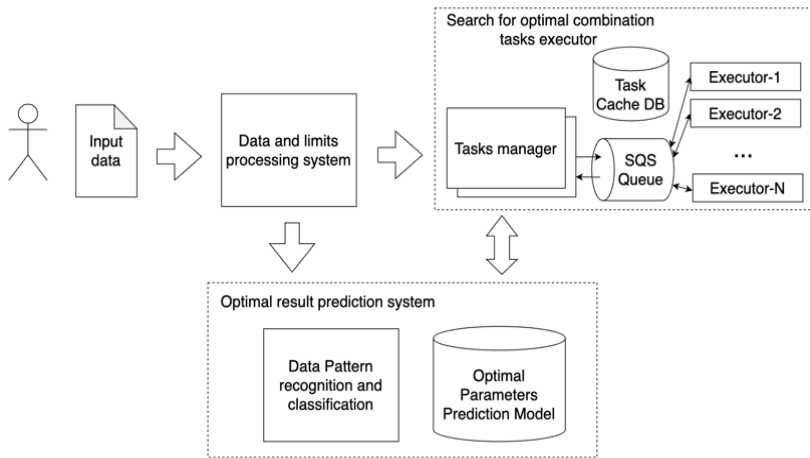 Search for optimal combination
tasks executor
Input
data
Data and limits
processing system
Tasks manager
Task
Cache DB
SQS
Queue
Executor-1
Executor-2
...
Executor-N
Optimal result prediction system
Data Pattern
recognition and
classification
Optimal
Parameters
Prediction Model